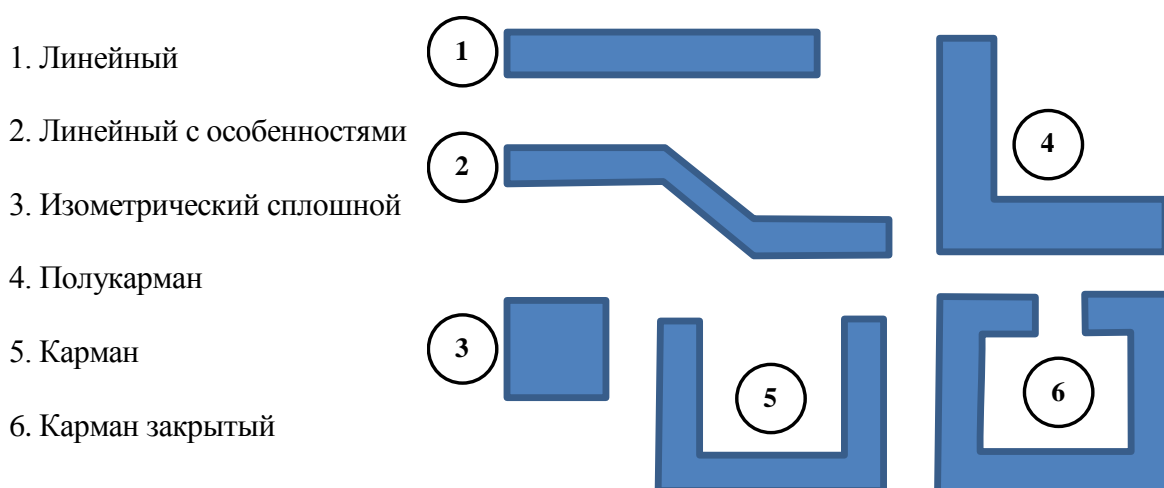 1. Линейный
2. Линейный с особенностями
3. Изометрический сплошной
4. Полукарман
5. Карман
6. Карман закрытый
1
2
3
4
5
6